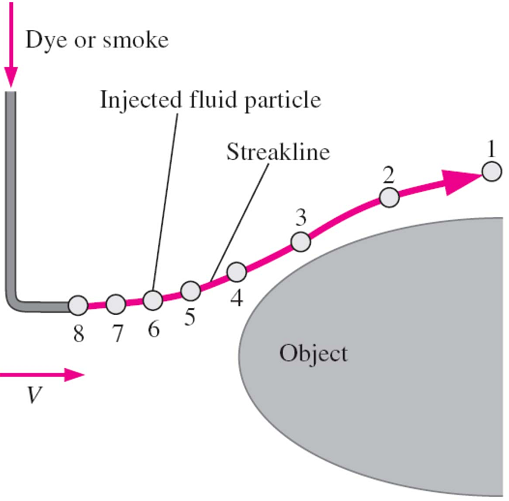 Dye or smoke
Injected fluid particle
Streakline
1
2
3
4
5
6
7
8
Object
V